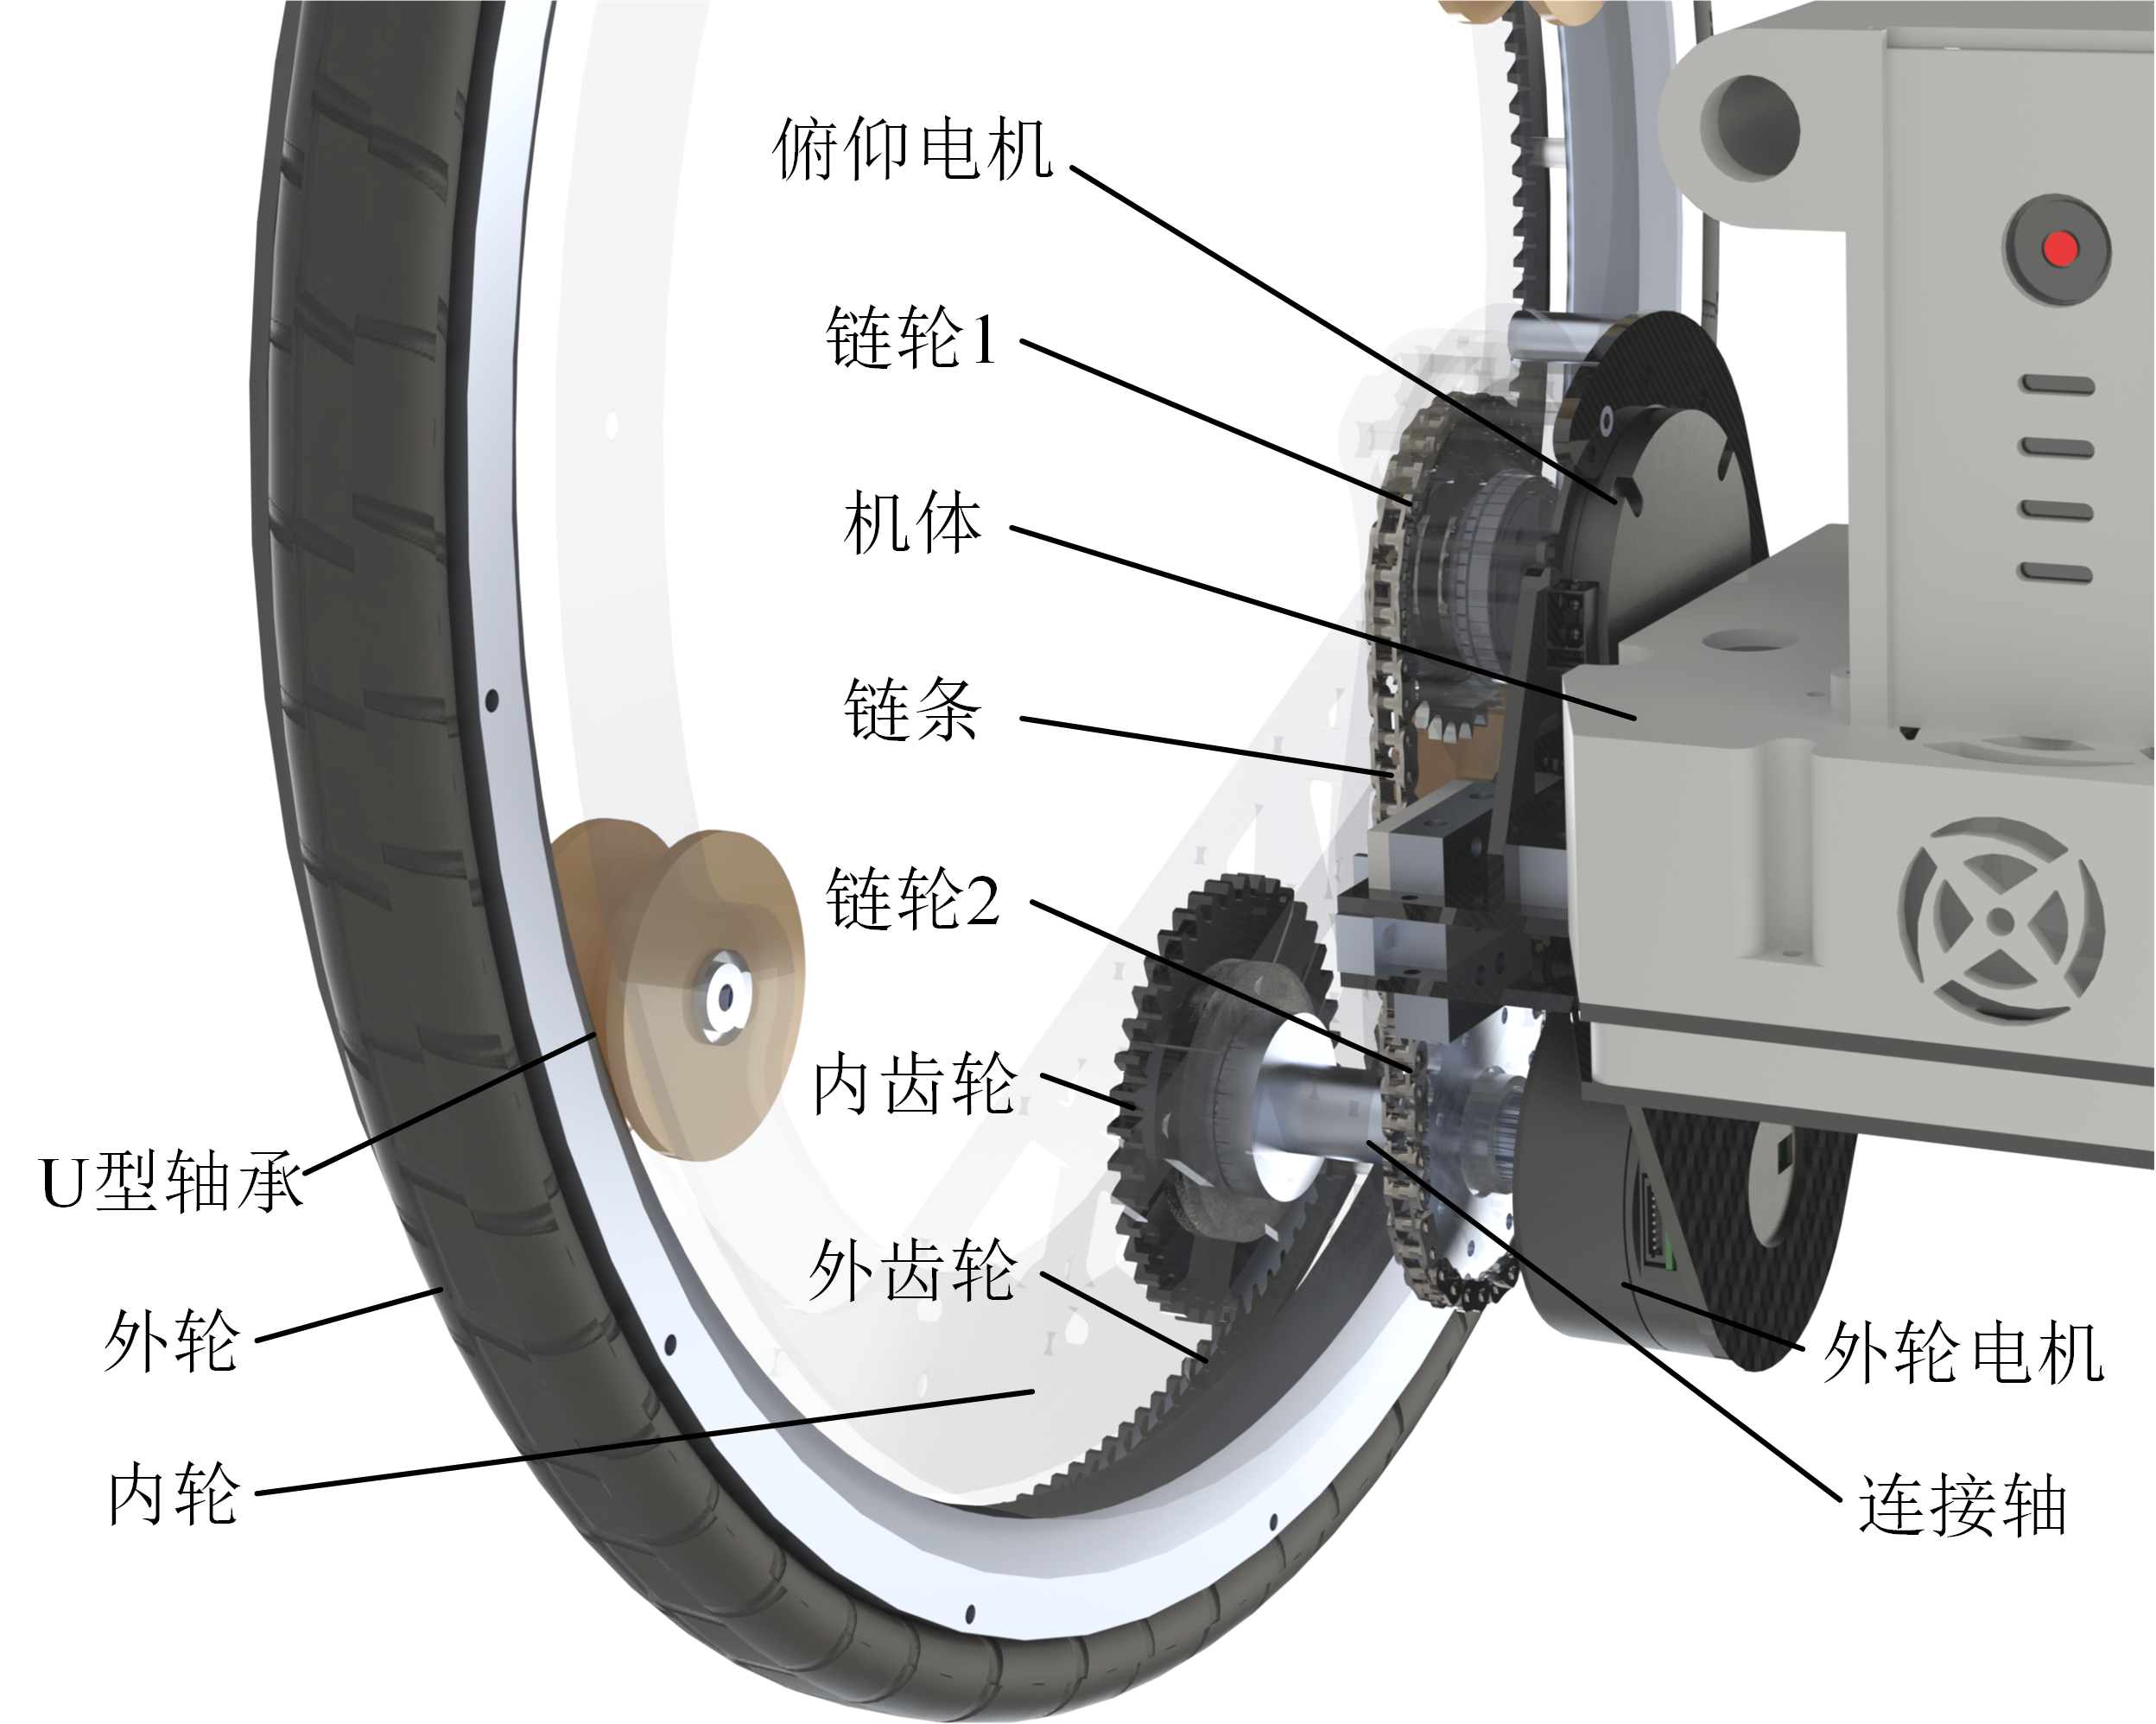 俯仰电机
链轮1
机体
链条
链轮2
内齿轮
U型轴承
外齿轮
外轮
外轮电机
内轮
连接轴